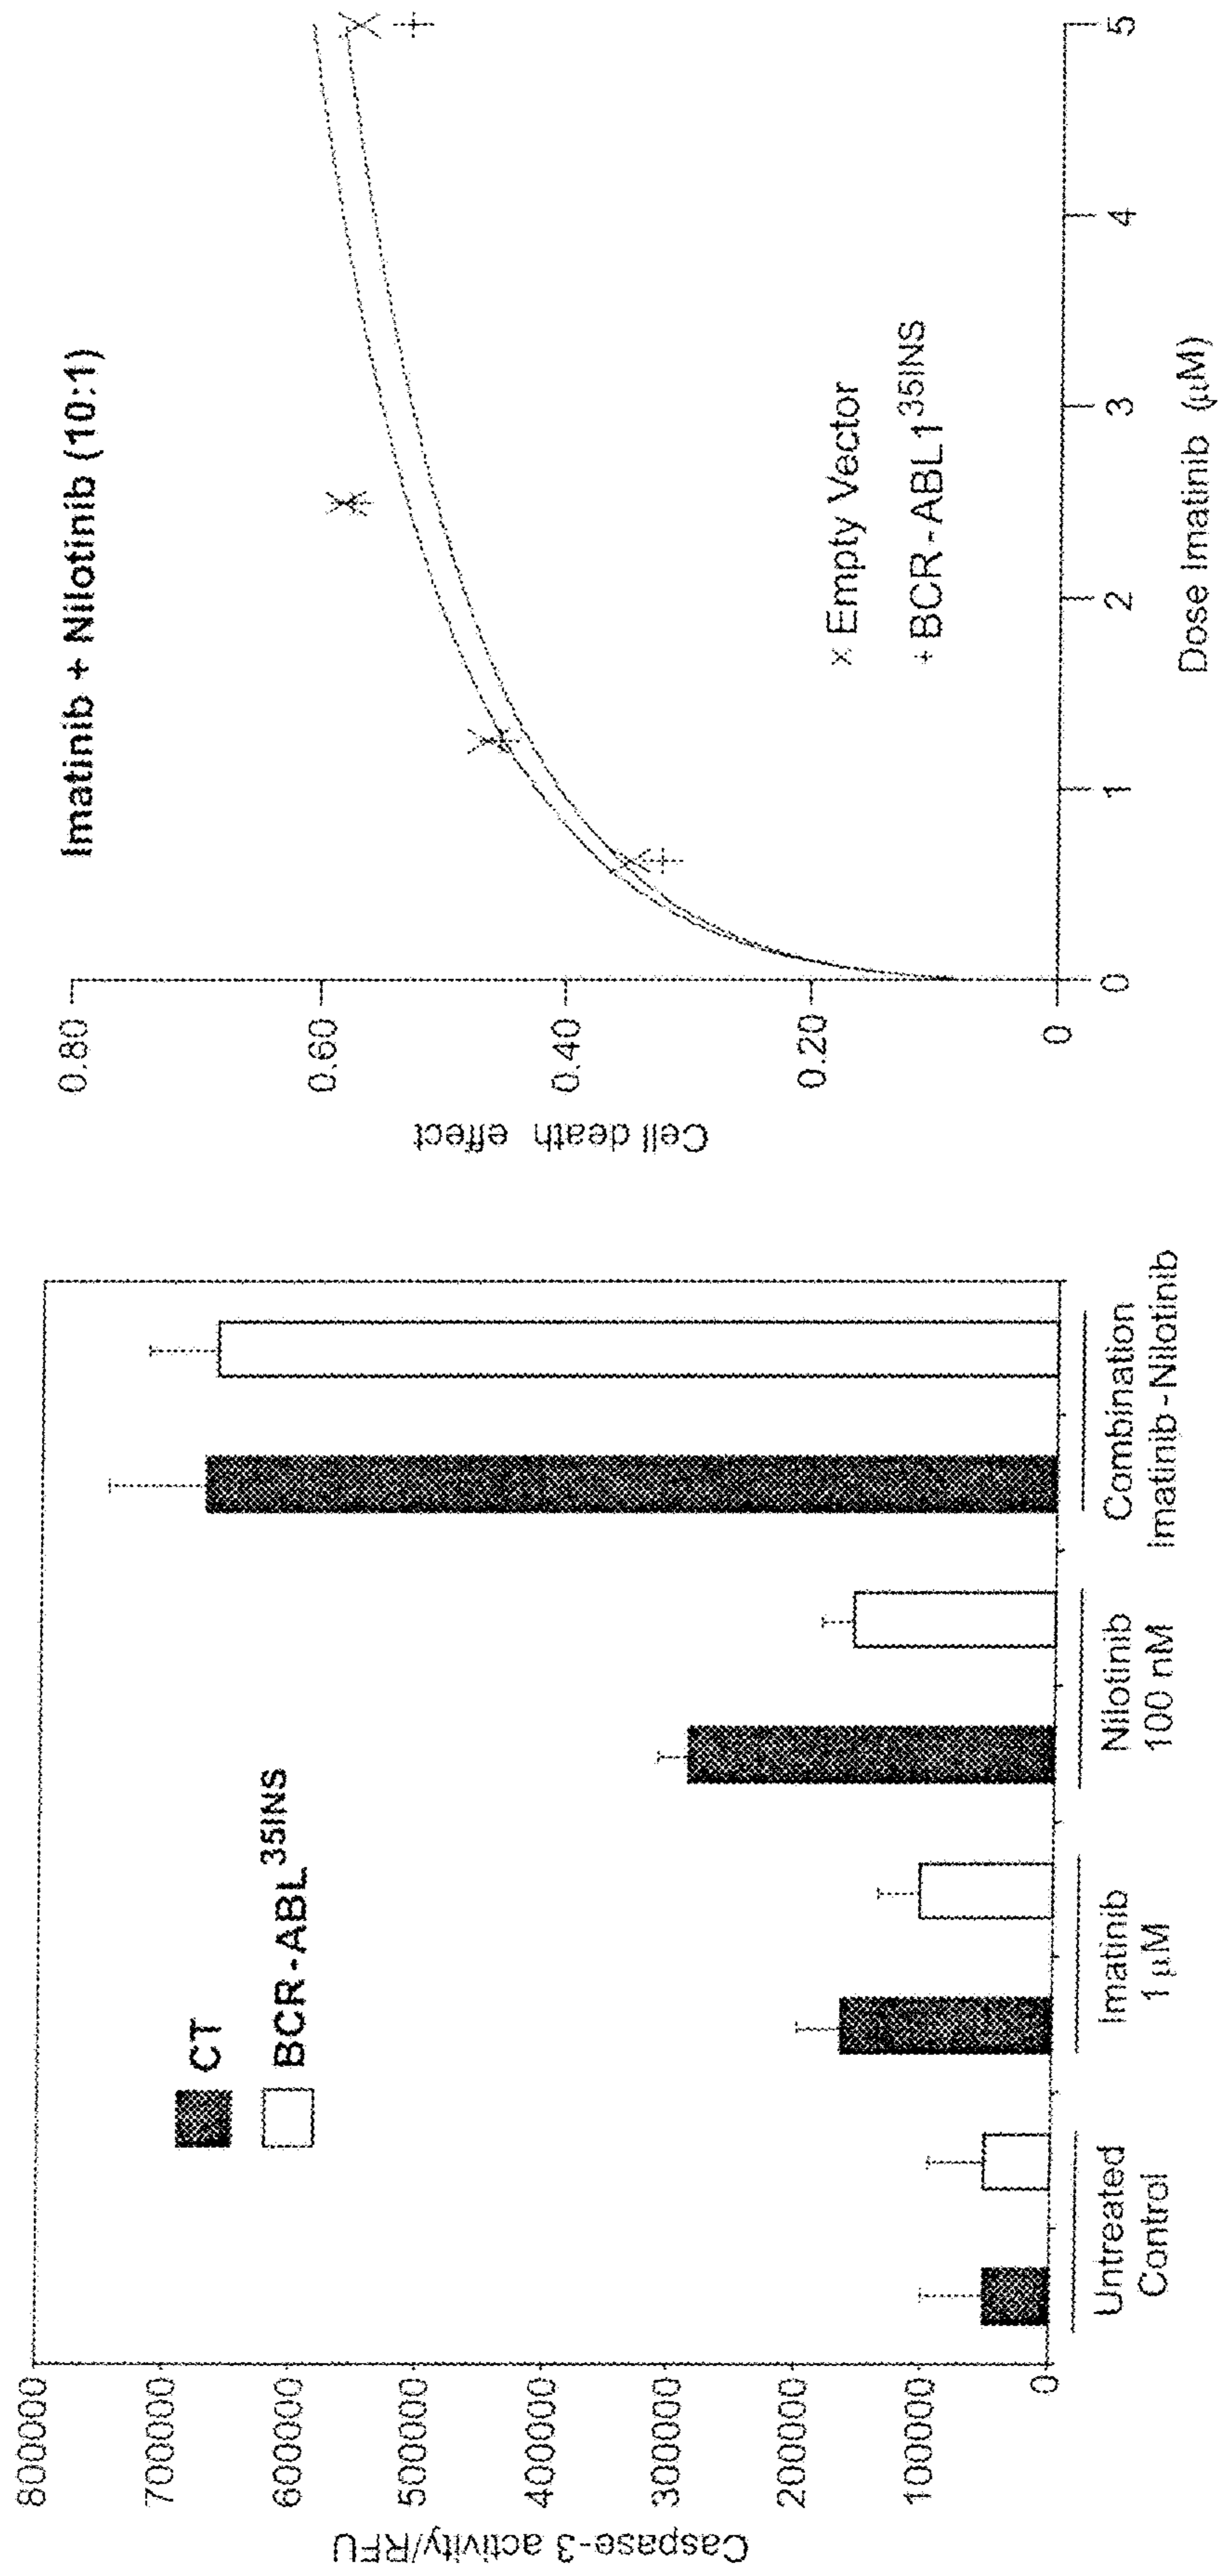 800000
700000
600000
500000
400000
300000
200000
100000
0
Caspase-3 activity/RFU
CT
BCR-ABL35INS
Untreated
Control
Imatinib
1 µM
Nilotinib
100 nM
Combination
Imatinib-Nilotinib
Imatinib + Nilotinib (10:1)
0.80
0.60
0.40
0.20
0
Cell death effect
x Empty Vector
+ BCR-ABL135INS
0 1 2 3 4 5
Dose Imatinib (µM)